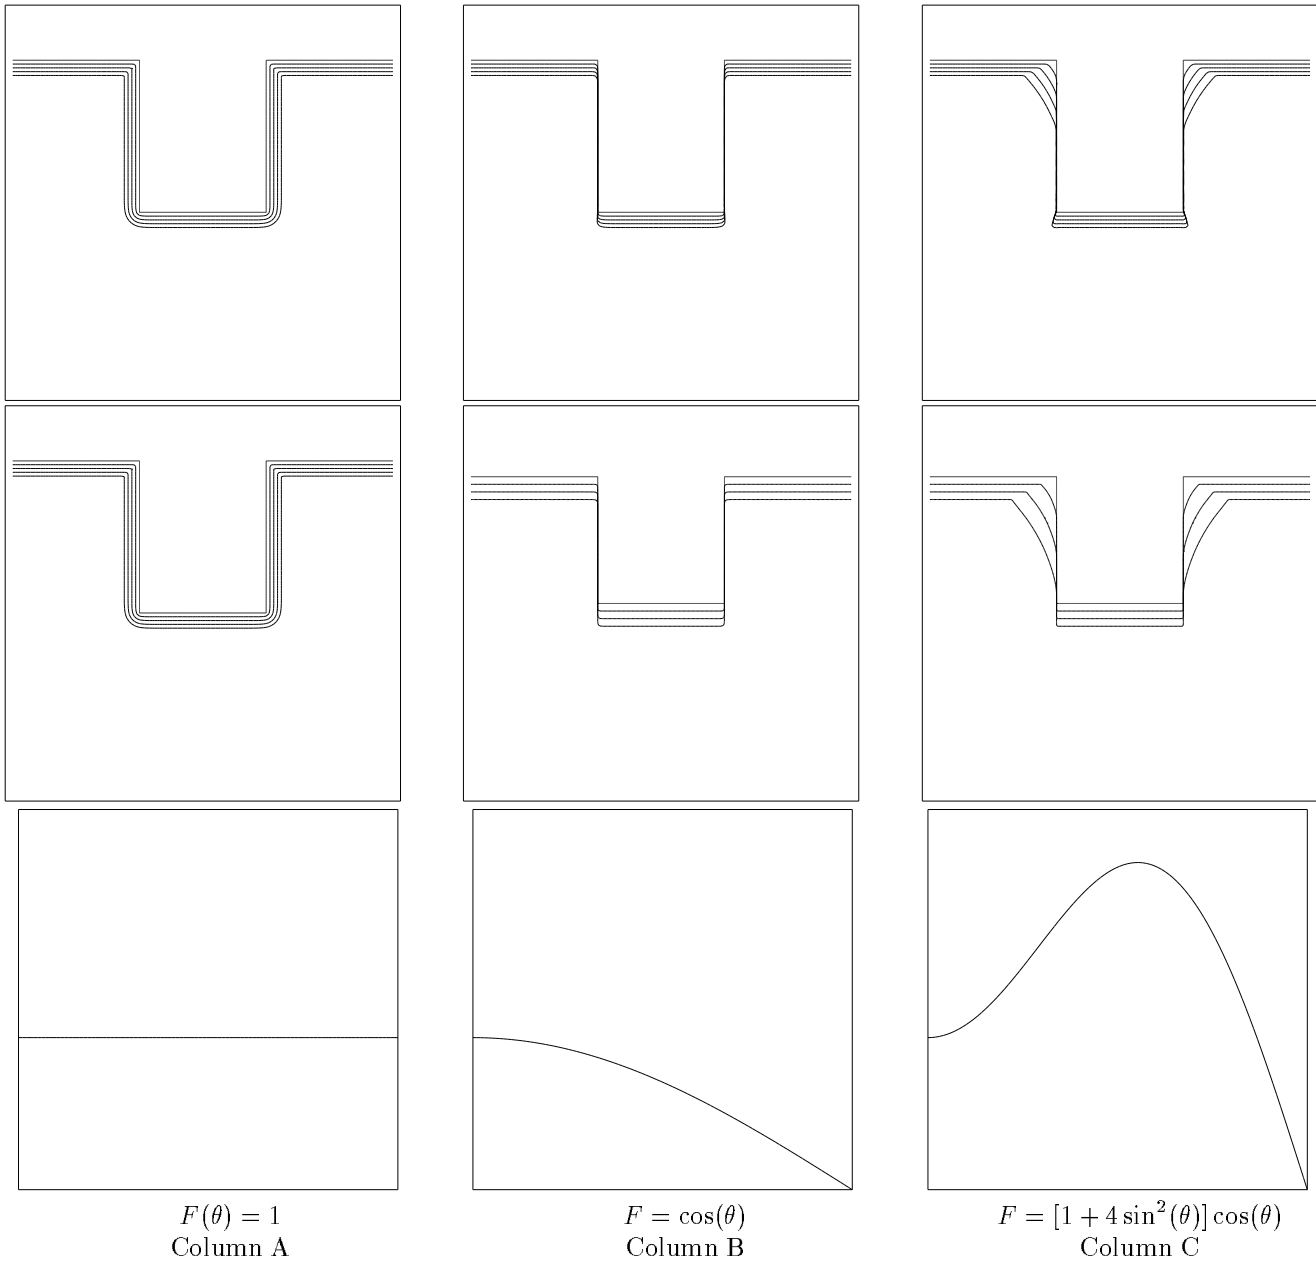 F(θ) = 1
Column A
F = cos(θ)
Column B
F = [1 + 4 sin²(θ)] cos(θ)
Column C